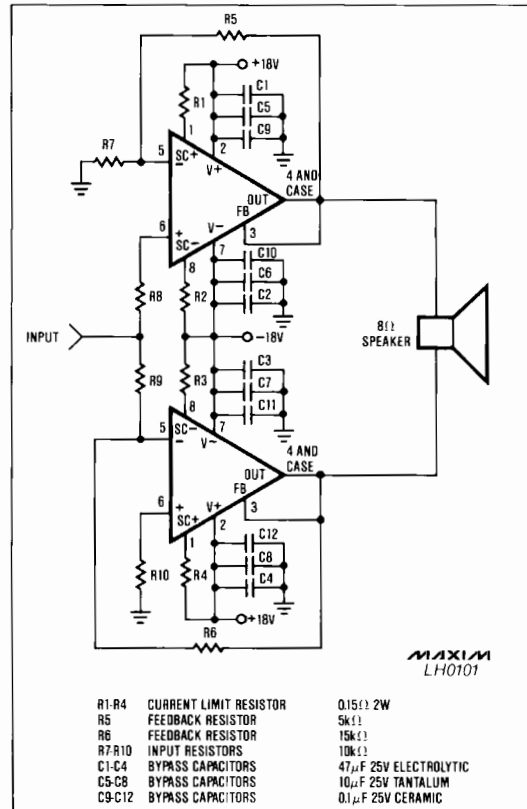 R5
+18V
R1
C1
C5
C9
1
2
R7
5
SC+
V+
4 AND
CASE
OUT
FB
3
V-
6
+
SC-
7
8
C10
C6
C2
R8
R2
INPUT
-18V
8Ω
SPEAKER
R9
R3
C3
C7
C11
8
7
5
SC-
V-
4 AND
CASE
OUT
FB
3
6
+
SC+
V+
2
1
C12
C8
C4
R10
R4
+18V
R6
MAXIM
LH0101
R1-R4 CURRENT LIMIT RESISTOR 0.15Ω 2W
R5 FEEDBACK RESISTOR 5kΩ
R6 FEEDBACK RESISTOR 15kΩ
R7-R10 INPUT RESISTORS 10kΩ
C1-C4 BYPASS CAPACITORS 47μF 25V ELECTROLYTIC
C5-C8 BYPASS CAPACITORS 10μF 25V TANTALUM
C9-C12 BYPASS CAPACITORS 0.1μF 25V CERAMIC